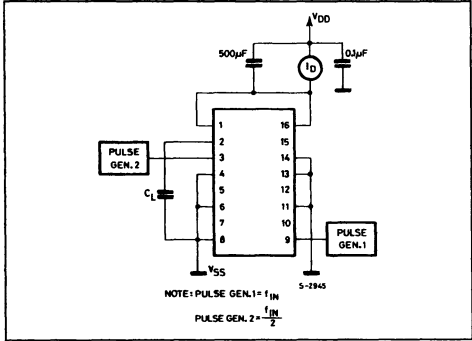 VDD
500µF
ID
0.1µF
1 16
2 15
3 14
4 13
5 12
6 11
7 10
8 9
PULSE
GEN. 2
CL
PULSE
GEN.1
VSS
S-2945
NOTE: PULSE GEN.1 = fIN
PULSE GEN. 2 = fIN
2